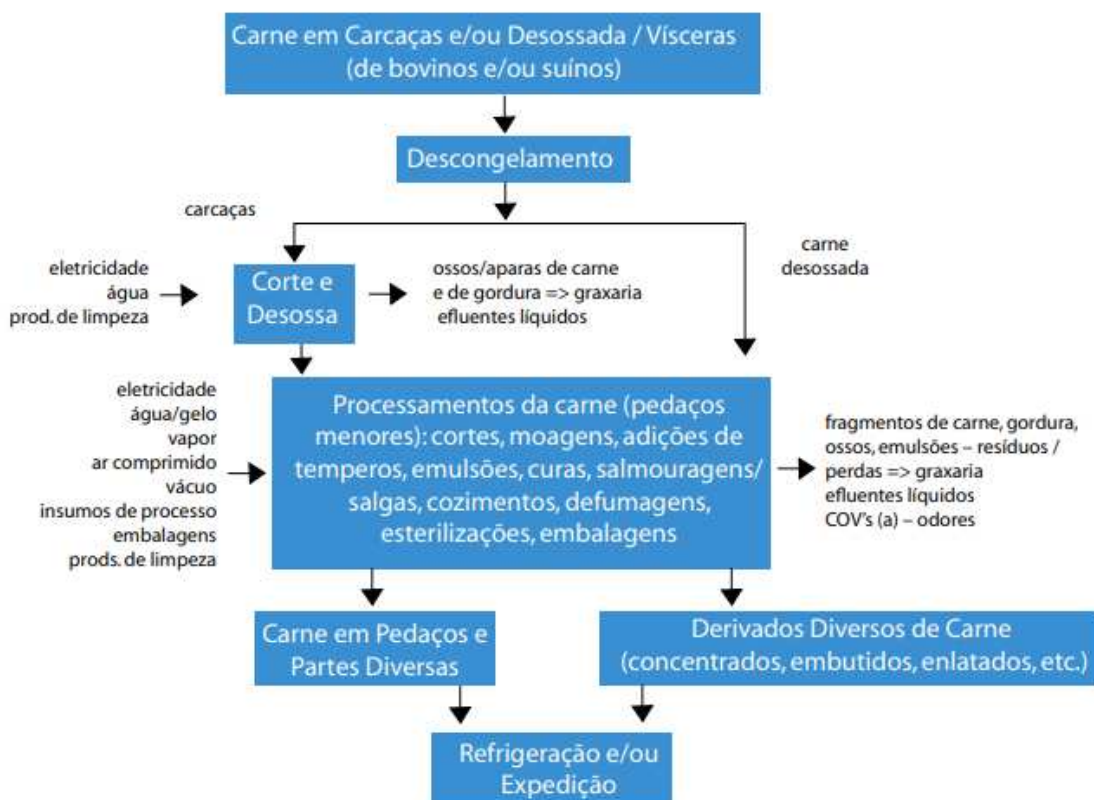 Carne em Carcaças e/ou Desossada / Vísceras
(de bovinos e/ou suínos)
Descongelamento
carcaças
carne
desossada
eletricidade
água
prod. de limpeza
Corte e
Desossa
ossos/aparas de carne
e de gordura => graxaria
efluentes líquidos
eletricidade
água/gelo
vapor
ar comprimido
vácuo
insumos de processo
embalagens
prods. de limpeza
Processamentos da carne (pedaços
menores): cortes, moagens, adições de
temperos, emulsões, curas, salmouragens/
salgas, cozimentos, defumagens,
esterilizações, embalagens
fragmentos de carne, gordura,
ossos, emulsões – resíduos /
perdas => graxaria
efluentes líquidos
COV's (a) – odores
Carne em Pedaços e
Partes Diversas
Derivados Diversos de Carne
(concentrados, embutidos, enlatados, etc.)
Refrigeração e/ou
Expedição